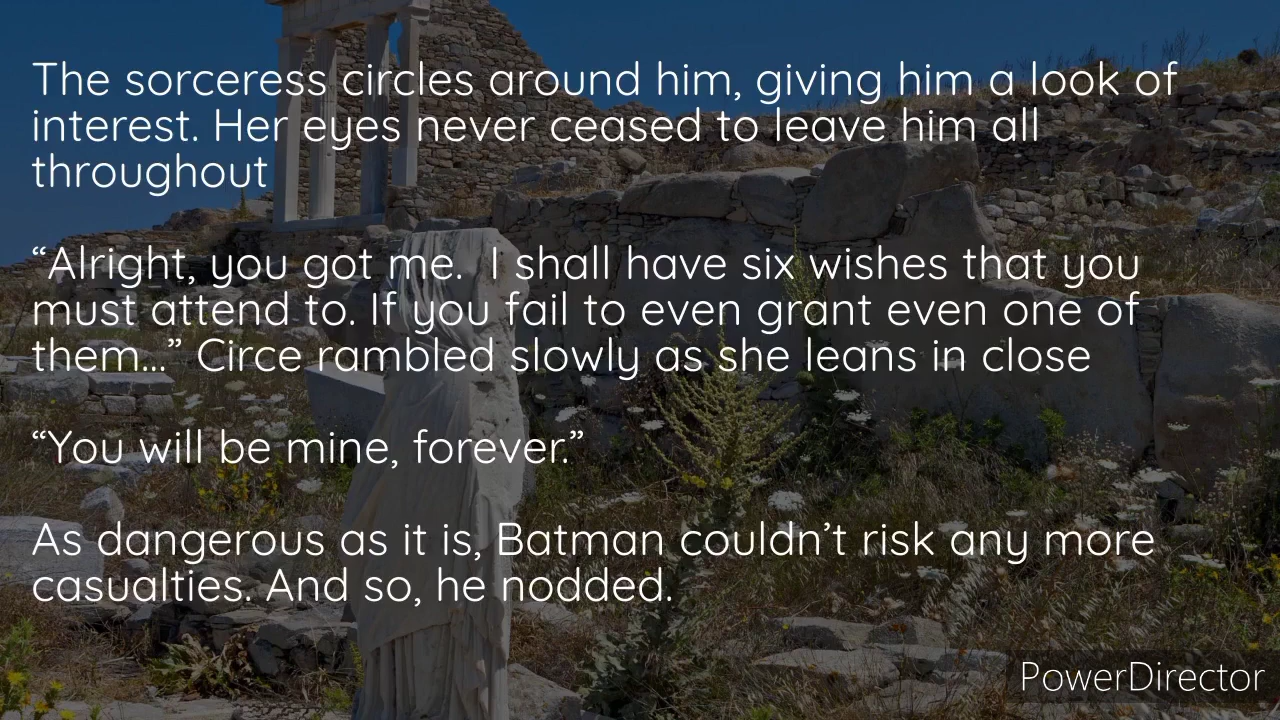 The sorceress circles around him, giving him a look of
interest. Her eyes never ceased to leave him all
throughout
“Alright, you got me.  I shall have six wishes that you
must attend to. If you fail to even grant even one of
them...” Circe rambled slowly as she leans in close
“You will be mine, forever.”
As dangerous as it is, Batman couldn’t risk any more
casualties. And so, he nodded.
PowerDirector